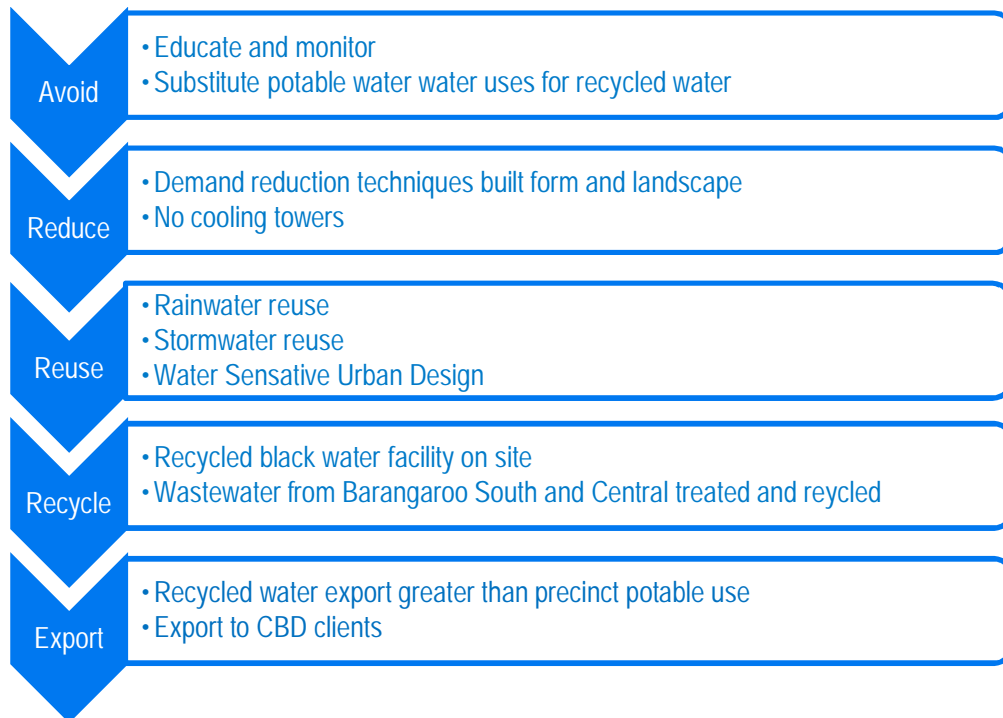 Avoid
• Educate and monitor
• Substitute potable water water uses for recycled water
Reduce
• Demand reduction techniques built form and landscape
• No cooling towers
Reuse
• Rainwater reuse
• Stormwater reuse
• Water Sensative Urban Design
Recycle
• Recycled black water facility on site
• Wastewater from Barangaroo South and Central treated and reycled
Export
• Recycled water export greater than precinct potable use
• Export to CBD clients